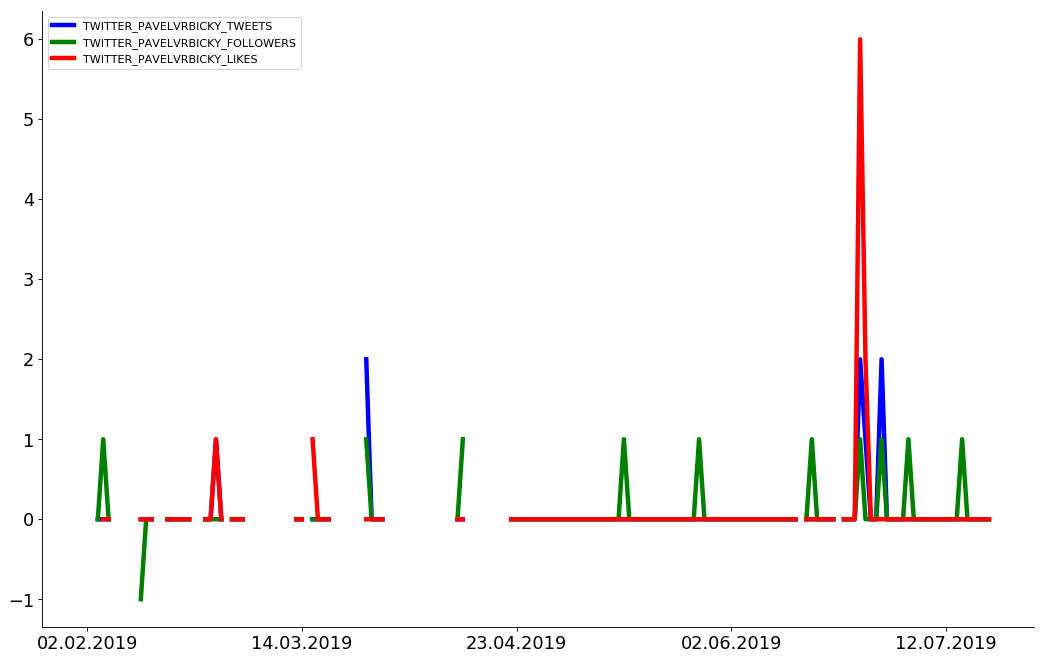 TWITTER_PAVELVRBICKY_TWEETS
TWITTER_PAVELVRBICKY_FOLLOWERS
TWITTER_PAVELVRBICKY_LIKES
6
5
4
3
2
1
0
−1
02.02.2019 14.03.2019 23.04.2019 02.06.2019 12.07.2019